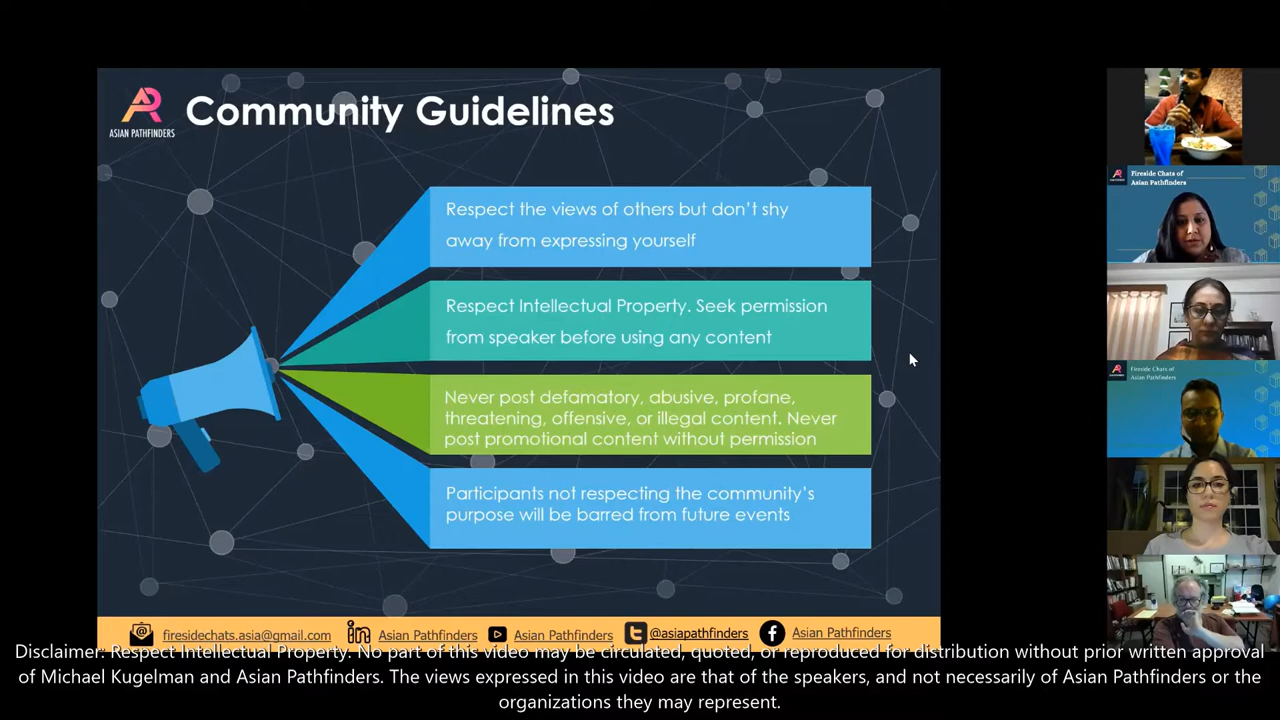 ASIAN PATHFINDERS
Community Guidelines
Respect the views of others but don't shy
away from expressing yourself
Respect Intellectual Property. Seek permission
from speaker before using any content
Never post defamatory, abusive, profane,
threatening, offensive, or illegal content. Never
post promotional content without permission
Participants not respecting the community's
purpose will be barred from future events
firesidechats.asia@gmail.com
Asian Pathfinders
Asian Pathfinders
@asiapathfinders
Asian Pathfinders
Fireside Chats of
Asian Pathfinders
Fireside Chats of
Asian Pathfinders
Disclaimer: Respect Intellectual Property. No part of this video may be circulated, quoted, or reproduced for distribution without prior written approval
of Michael Kugelman and Asian Pathfinders. The views expressed in this video are that of the speakers, and not necessarily of Asian Pathfinders or the
organizations they may represent.